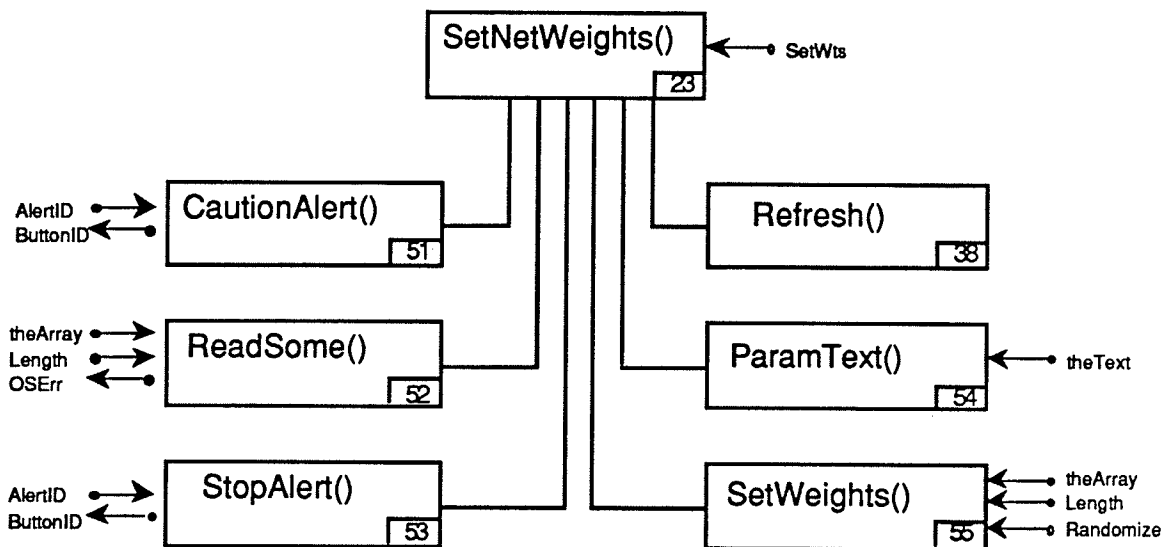 SetNetWeights()
SetWts
23
AlertID
ButtonID
CautionAlert()
51
Refresh()
38
theArray
Length
OSErr
ReadSome()
52
ParamText()
theText
54
AlertID
ButtonID
StopAlert()
53
SetWeights()
theArray
Length
Randomize
55